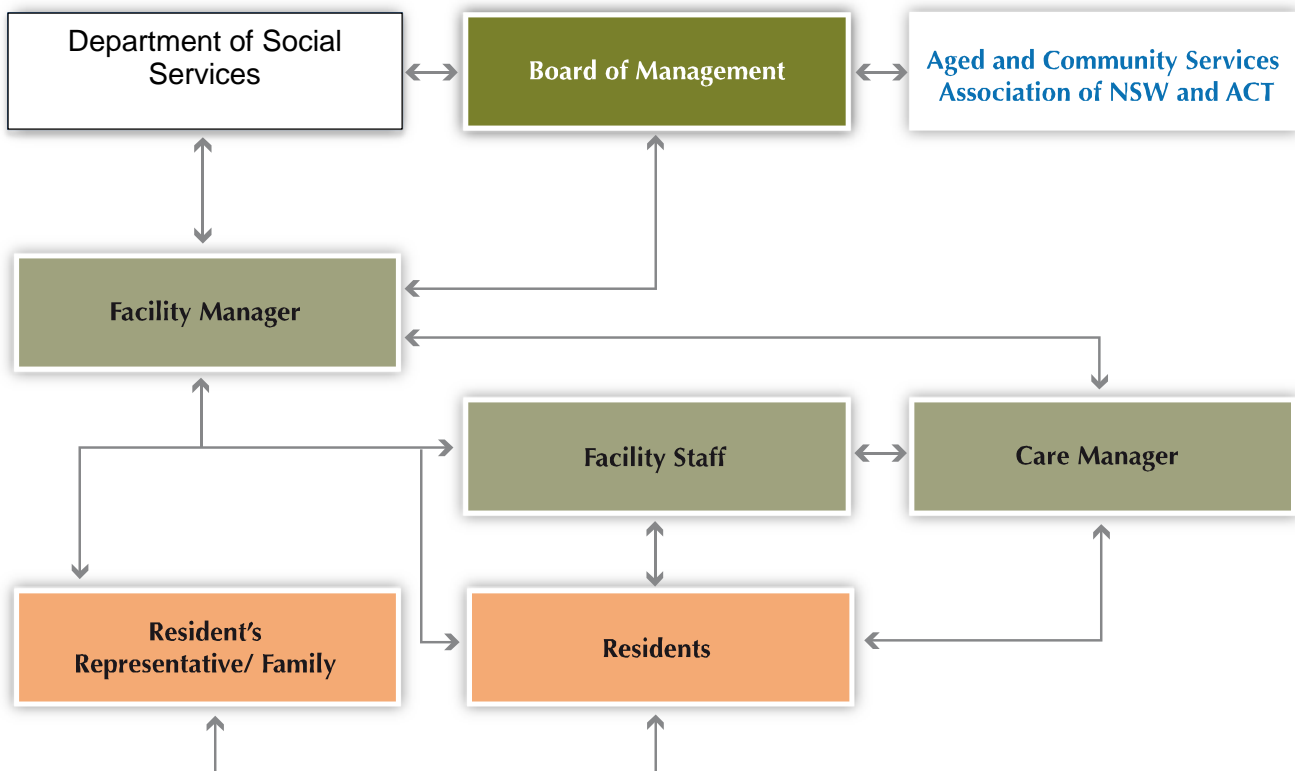 Department of Social
Services
Board of Management
Aged and Community Services
Association of NSW and ACT
Facility Manager
Facility Staff
Care Manager
Resident’s
Representative/ Family
Residents